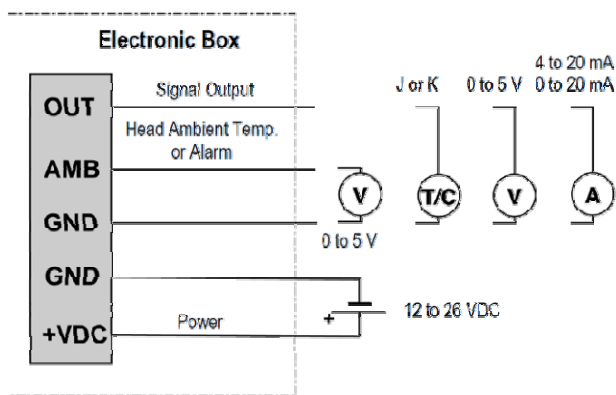 Electronic Box
4 to 20 mA
OUT Signal Output J or K 0 to 5 V 0 to 20 mA
Head Ambient Temp.
or Alarm
AMB
V T/C V A
GND
0 to 5 V
GND
12 to 26 VDC
+VDC Power +